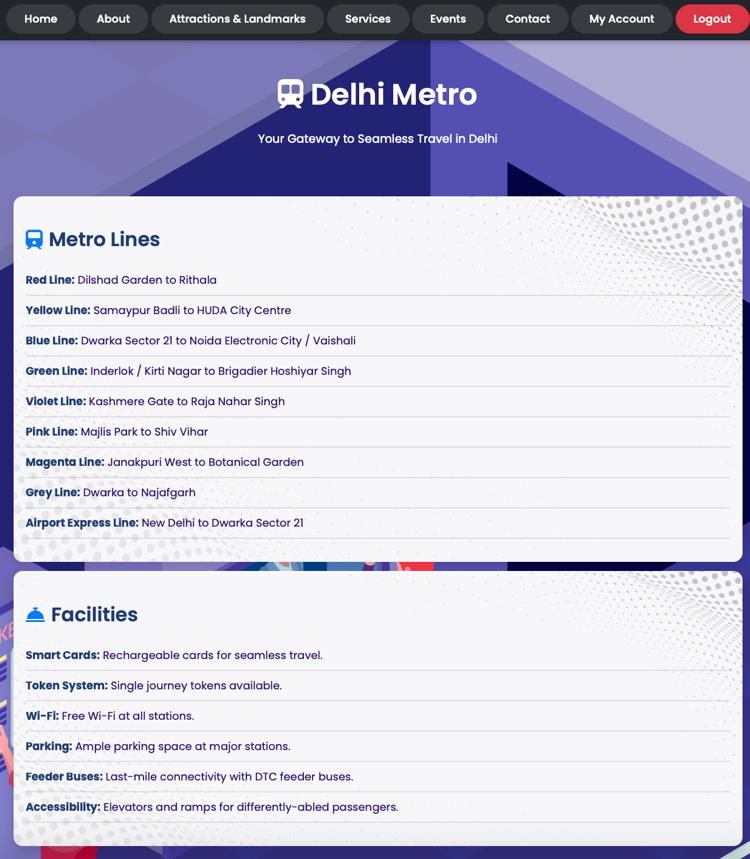 Home About Attractions & Landmarks Services Events Contact My Account Logout
Delhi Metro
Your Gateway to Seamless Travel in Delhi
Metro Lines
Red Line: Dilshad Garden to Rithala
Yellow Line: Samaypur Badli to HUDA City Centre
Blue Line: Dwarka Sector 21 to Noida Electronic City / Vaishali
Green Line: Inderlok / Kirti Nagar to Brigadier Hoshiyar Singh
Violet Line: Kashmere Gate to Raja Nahar Singh
Pink Line: Majlis Park to Shiv Vihar
Magenta Line: Janakpuri West to Botanical Garden
Grey Line: Dwarka to Najafgarh
Airport Express Line: New Delhi to Dwarka Sector 21
Facilities
Smart Cards: Rechargeable cards for seamless travel.
Token System: Single journey tokens available.
Wi-Fi: Free Wi-Fi at all stations.
Parking: Ample parking space at major stations.
Feeder Buses: Last-mile connectivity with DTC feeder buses.
Accessibility: Elevators and ramps for differently-abled passengers.